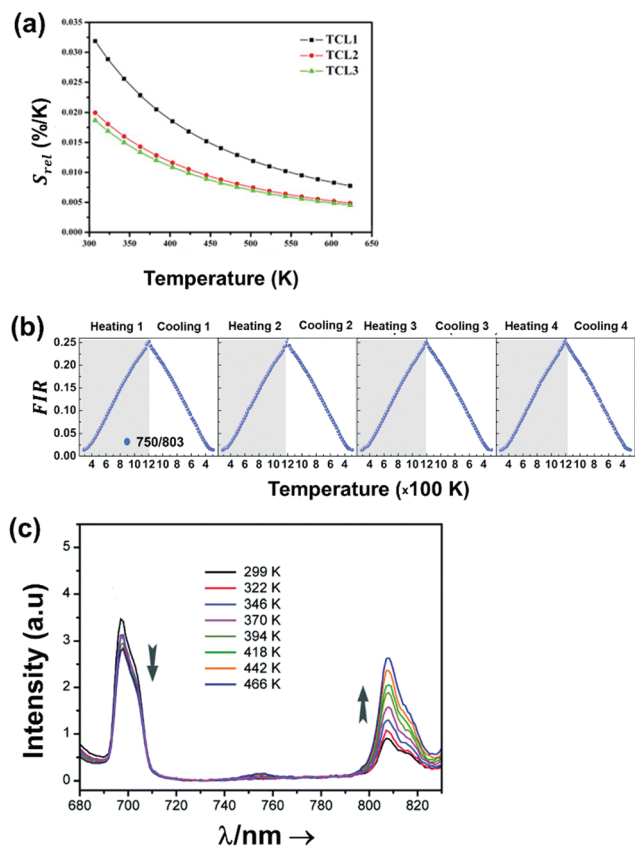 (a)
0.035
0.030
0.025
0.020
0.015
0.010
0.005
0.000
S_rel (%/K)
TCL1
TCL2
TCL3
300 350 400 450 500 550 600 650
Temperature (K)
(b)
Heating 1 Cooling 1 Heating 2 Cooling 2 Heating 3 Cooling 3 Heating 4 Cooling 4
0.25
0.20
0.15
0.10
0.05
0.00
FIR
750/803
4 6 8 10 12 10 8 6 4 4 6 8 10 12 10 8 6 4 4 6 8 10 12 10 8 6 4 4 6 8 10 12 10 8 6 4
Temperature (×100 K)
(c)
5
4
3
2
1
0
Intensity (a.u)
299 K
322 K
346 K
370 K
394 K
418 K
442 K
466 K
680 700 720 740 760 780 800 820
λ/nm →